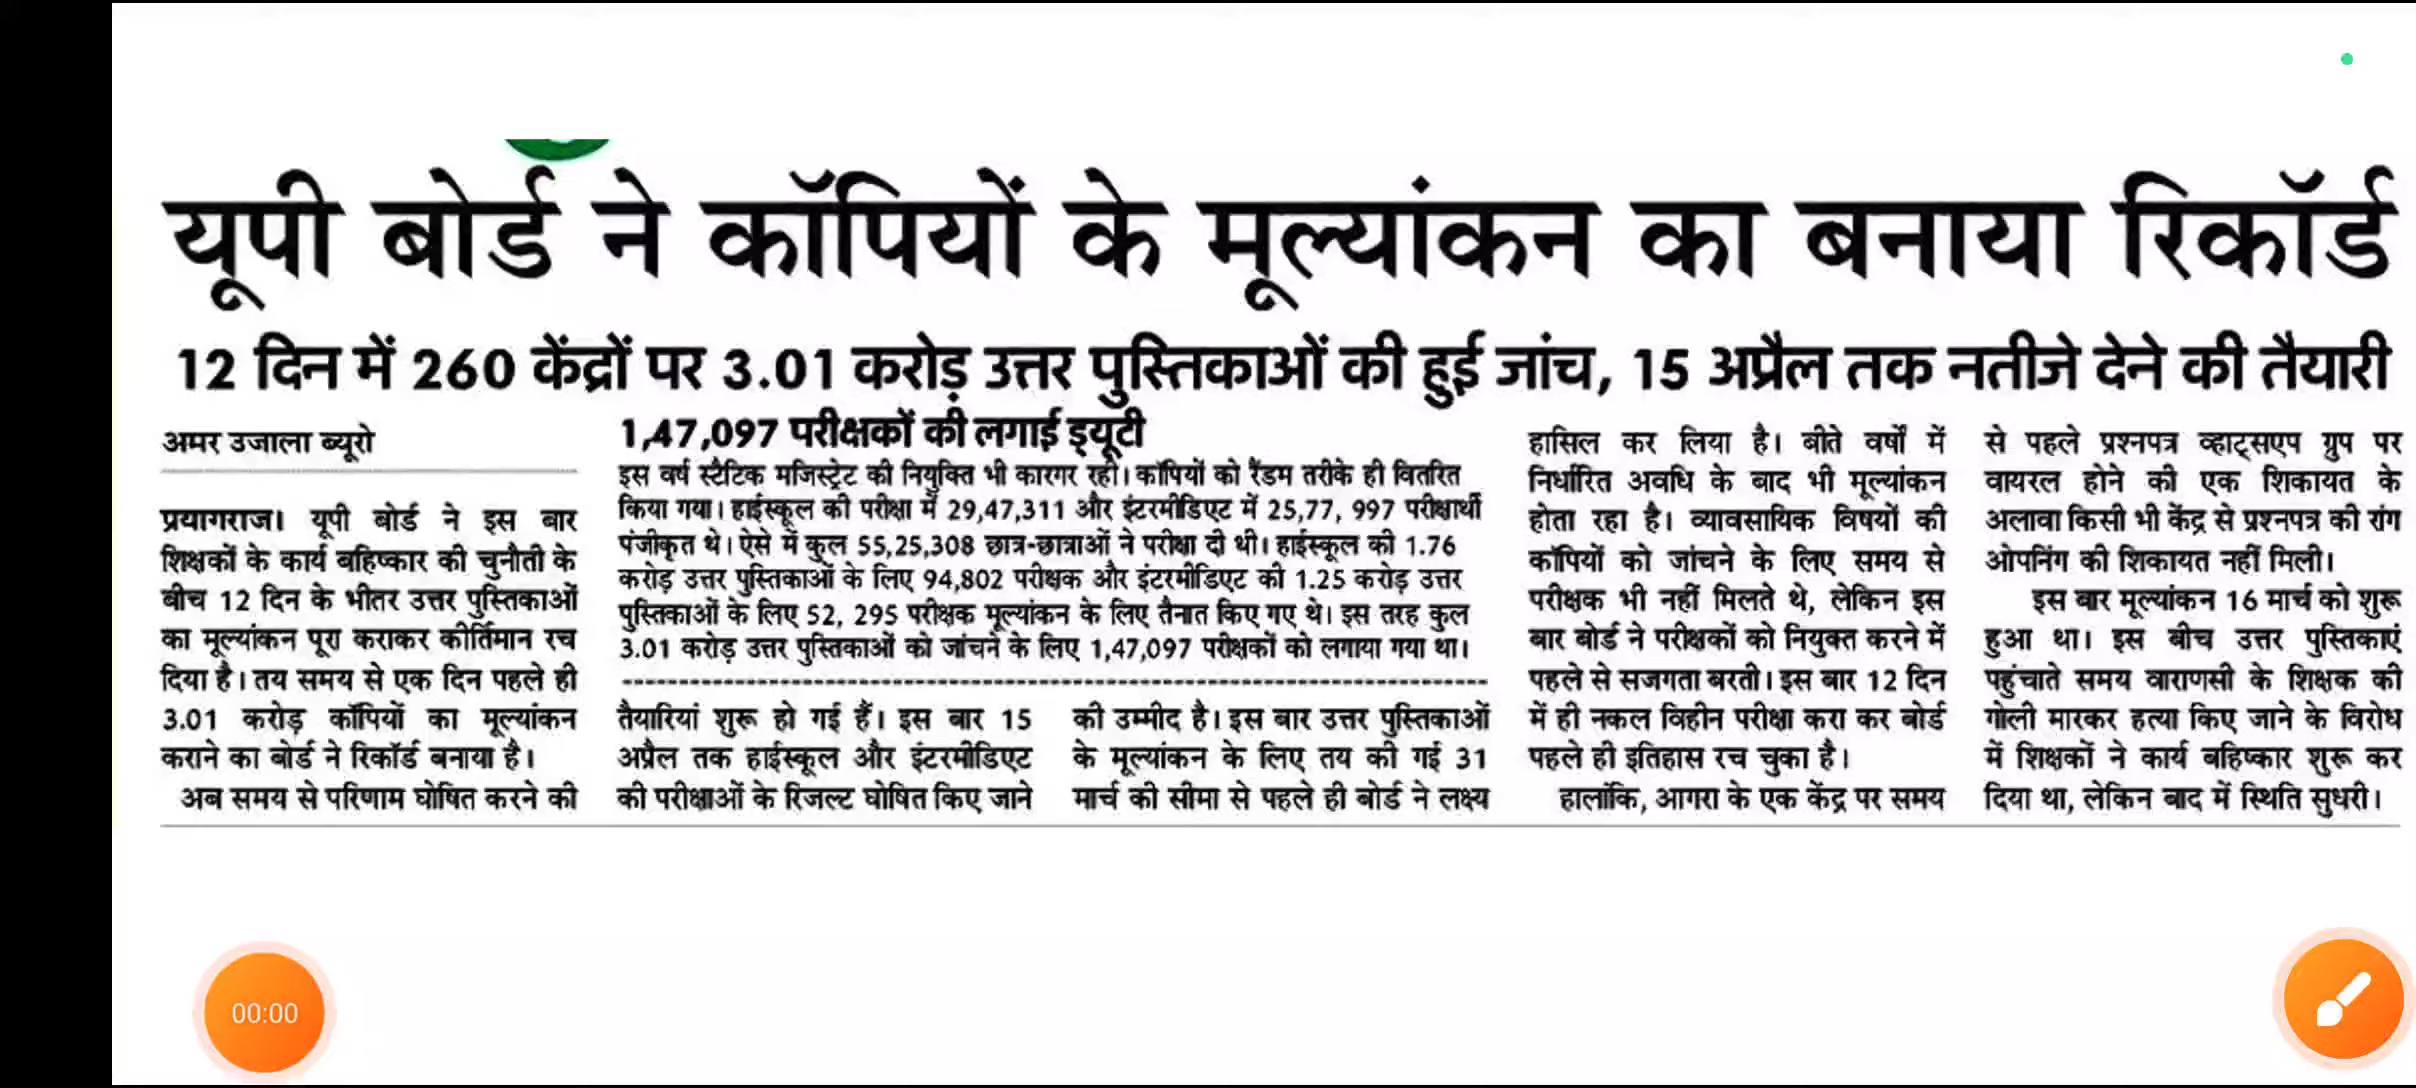 यूपी बोर्ड ने कॉपियों के मूल्यांकन का बनाया रिकॉर्ड
12 दिन में 260 केंद्रों पर 3.01 करोड़ उत्तर पुस्तिकाओं की हुई जांच, 15 अप्रैल तक नतीजे देने की तैयारी
अमर उजाला ब्यूरो
प्रयागराज। यूपी बोर्ड ने इस बार
शिक्षकों के कार्य बहिष्कार की चुनौती के
बीच 12 दिन के भीतर उत्तर पुस्तिकाओं
का मूल्यांकन पूरा कराकर कीर्तिमान रच
दिया है। तय समय से एक दिन पहले ही
3.01 करोड़ कॉपियों का मूल्यांकन
कराने का बोर्ड ने रिकॉर्ड बनाया है।
अब समय से परिणाम घोषित करने की
1,47,097 परीक्षकों की लगाई ड्यूटी
इस वर्ष स्टैटिक मजिस्ट्रेट की नियुक्ति भी कारगर रही। कॉपियों को रैंडम तरीके ही वितरित
किया गया। हाईस्कूल की परीक्षा में 29,47,311 और इंटरमीडिएट में 25,77, 997 परीक्षार्थी
पंजीकृत थे। ऐसे में कुल 55,25,308 छात्र-छात्राओं ने परीक्षा दी थी। हाईस्कूल की 1.76
करोड़ उत्तर पुस्तिकाओं के लिए 94,802 परीक्षक और इंटरमीडिएट की 1.25 करोड़ उत्तर
पुस्तिकाओं के लिए 52, 295 परीक्षक मूल्यांकन के लिए तैनात किए गए थे। इस तरह कुल
3.01 करोड़ उत्तर पुस्तिकाओं को जांचने के लिए 1,47,097 परीक्षकों को लगाया गया था।
तैयारियां शुरू हो गई हैं। इस बार 15
अप्रैल तक हाईस्कूल और इंटरमीडिएट
की परीक्षाओं के रिजल्ट घोषित किए जाने
की उम्मीद है। इस बार उत्तर पुस्तिकाओं
के मूल्यांकन के लिए तय की गई 31
मार्च की सीमा से पहले ही बोर्ड ने लक्ष्य
हासिल कर लिया है। बीते वर्षों में
निर्धारित अवधि के बाद भी मूल्यांकन
होता रहा है। व्यावसायिक विषयों की
कॉपियों को जांचने के लिए समय से
परीक्षक भी नहीं मिलते थे, लेकिन इस
बार बोर्ड ने परीक्षकों को नियुक्त करने में
पहले से सजगता बरती। इस बार 12 दिन
में ही नकल विहीन परीक्षा करा कर बोर्ड
पहले ही इतिहास रच चुका है।
हालांकि, आगरा के एक केंद्र पर समय
से पहले प्रश्नपत्र व्हाट्सएप ग्रुप पर
वायरल होने की एक शिकायत के
अलावा किसी भी केंद्र से प्रश्नपत्र की रांग
ओपनिंग की शिकायत नहीं मिली।
इस बार मूल्यांकन 16 मार्च को शुरू
हुआ था। इस बीच उत्तर पुस्तिकाएं
पहुंचाते समय वाराणसी के शिक्षक की
गोली मारकर हत्या किए जाने के विरोध
में शिक्षकों ने कार्य बहिष्कार शुरू कर
दिया था, लेकिन बाद में स्थिति सुधरी।
00:00